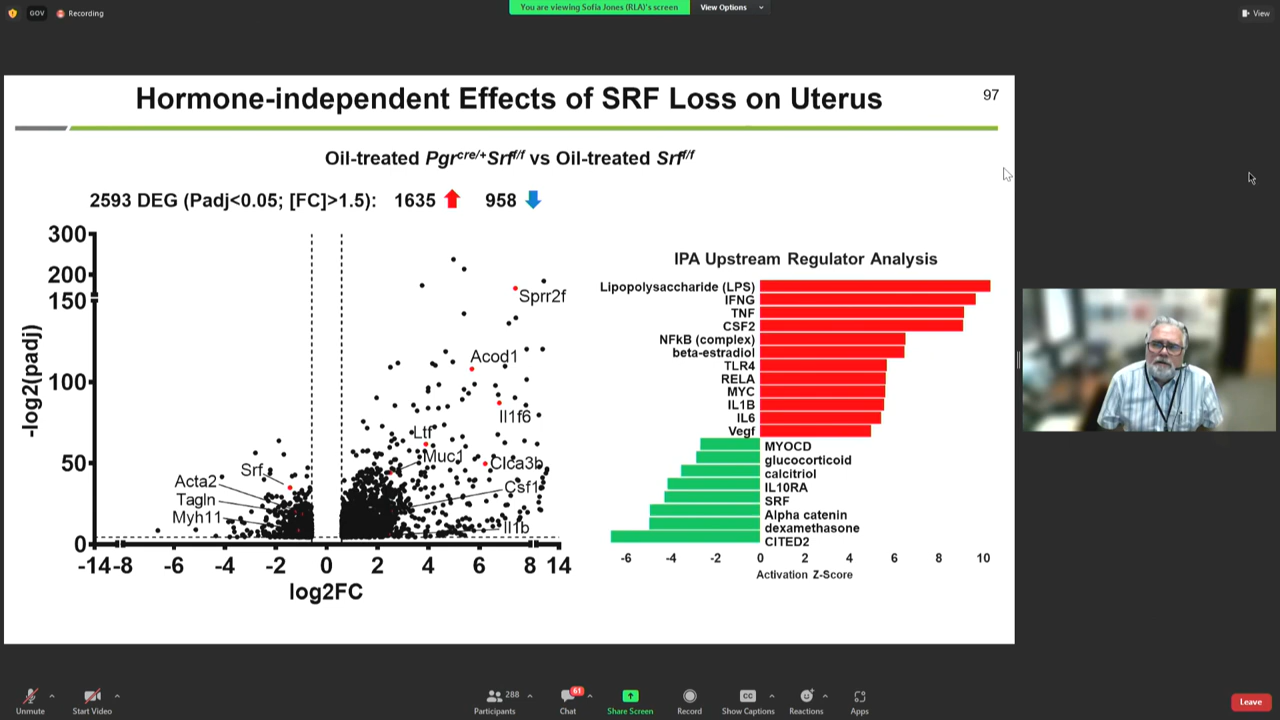 GOV
Recording
You are viewing Sofia Jones (RLA)'s screen
View Options
View
Hormone-independent Effects of SRF Loss on Uterus
97
Oil-treated Pgrcre/+Srff/f vs Oil-treated Srff/f
2593 DEG (Padj<0.05; [FC]>1.5): 1635 958
-log2(padj)
300
200
150
100
50
0
Sprr2f
Acod1
Il1f6
Ltf
Muc1
Clca3b
Csf1
Il1b
Srf
Acta2
Tagln
Myh11
-14 -8 -6 -4 -2 0 2 4 6 8 14
log2FC
IPA Upstream Regulator Analysis
Lipopolysaccharide (LPS)
IFNG
TNF
CSF2
NFkB (complex)
beta-estradiol
TLR4
RELA
MYC
IL1B
IL6
Vegf
MYOCD
glucocorticoid
calcitriol
IL10RA
SRF
Alpha catenin
dexamethasone
CITED2
-6 -4 -2 0 2 4 6 8 10
Activation Z-Score
Unmute
Start Video
288
Participants
61
Chat
Share Screen
Record
CC
Show Captions
Reactions
Apps
Leave